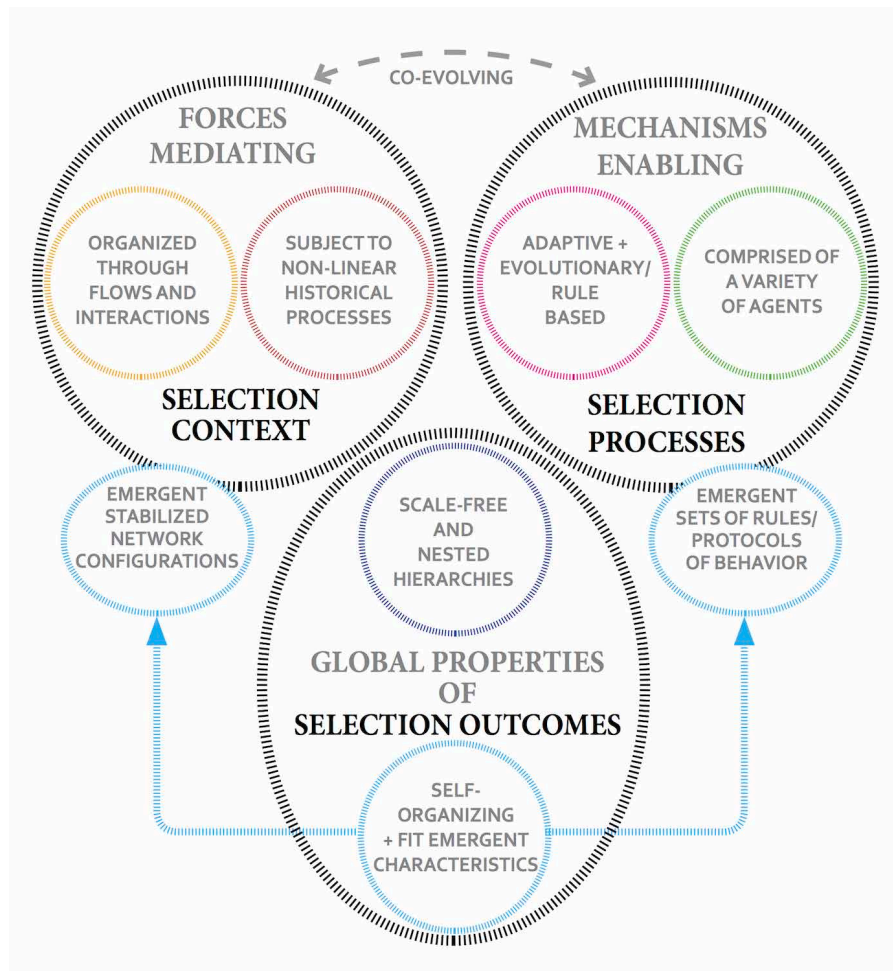 CO-EVOLVING
FORCES
MEDIATING
ORGANIZED
THROUGH
FLOWS AND
INTERACTIONS
SUBJECT TO
NON-LINEAR
HISTORICAL
PROCESSES
SELECTION
CONTEXT
MECHANISMS
ENABLING
ADAPTIVE +
EVOLUTIONARY/
RULE
BASED
COMPRISED OF
A VARIETY
OF AGENTS
SELECTION
PROCESSES
EMERGENT
STABILIZED
NETWORK
CONFIGURATIONS
SCALE-FREE
AND
NESTED
HIERARCHIES
EMERGENT
SETS OF RULES/
PROTOCOLS
OF BEHAVIOR
GLOBAL PROPERTIES
OF
SELECTION OUTCOMES
SELF-
ORGANIZING
+ FIT EMERGENT
CHARACTERISTICS